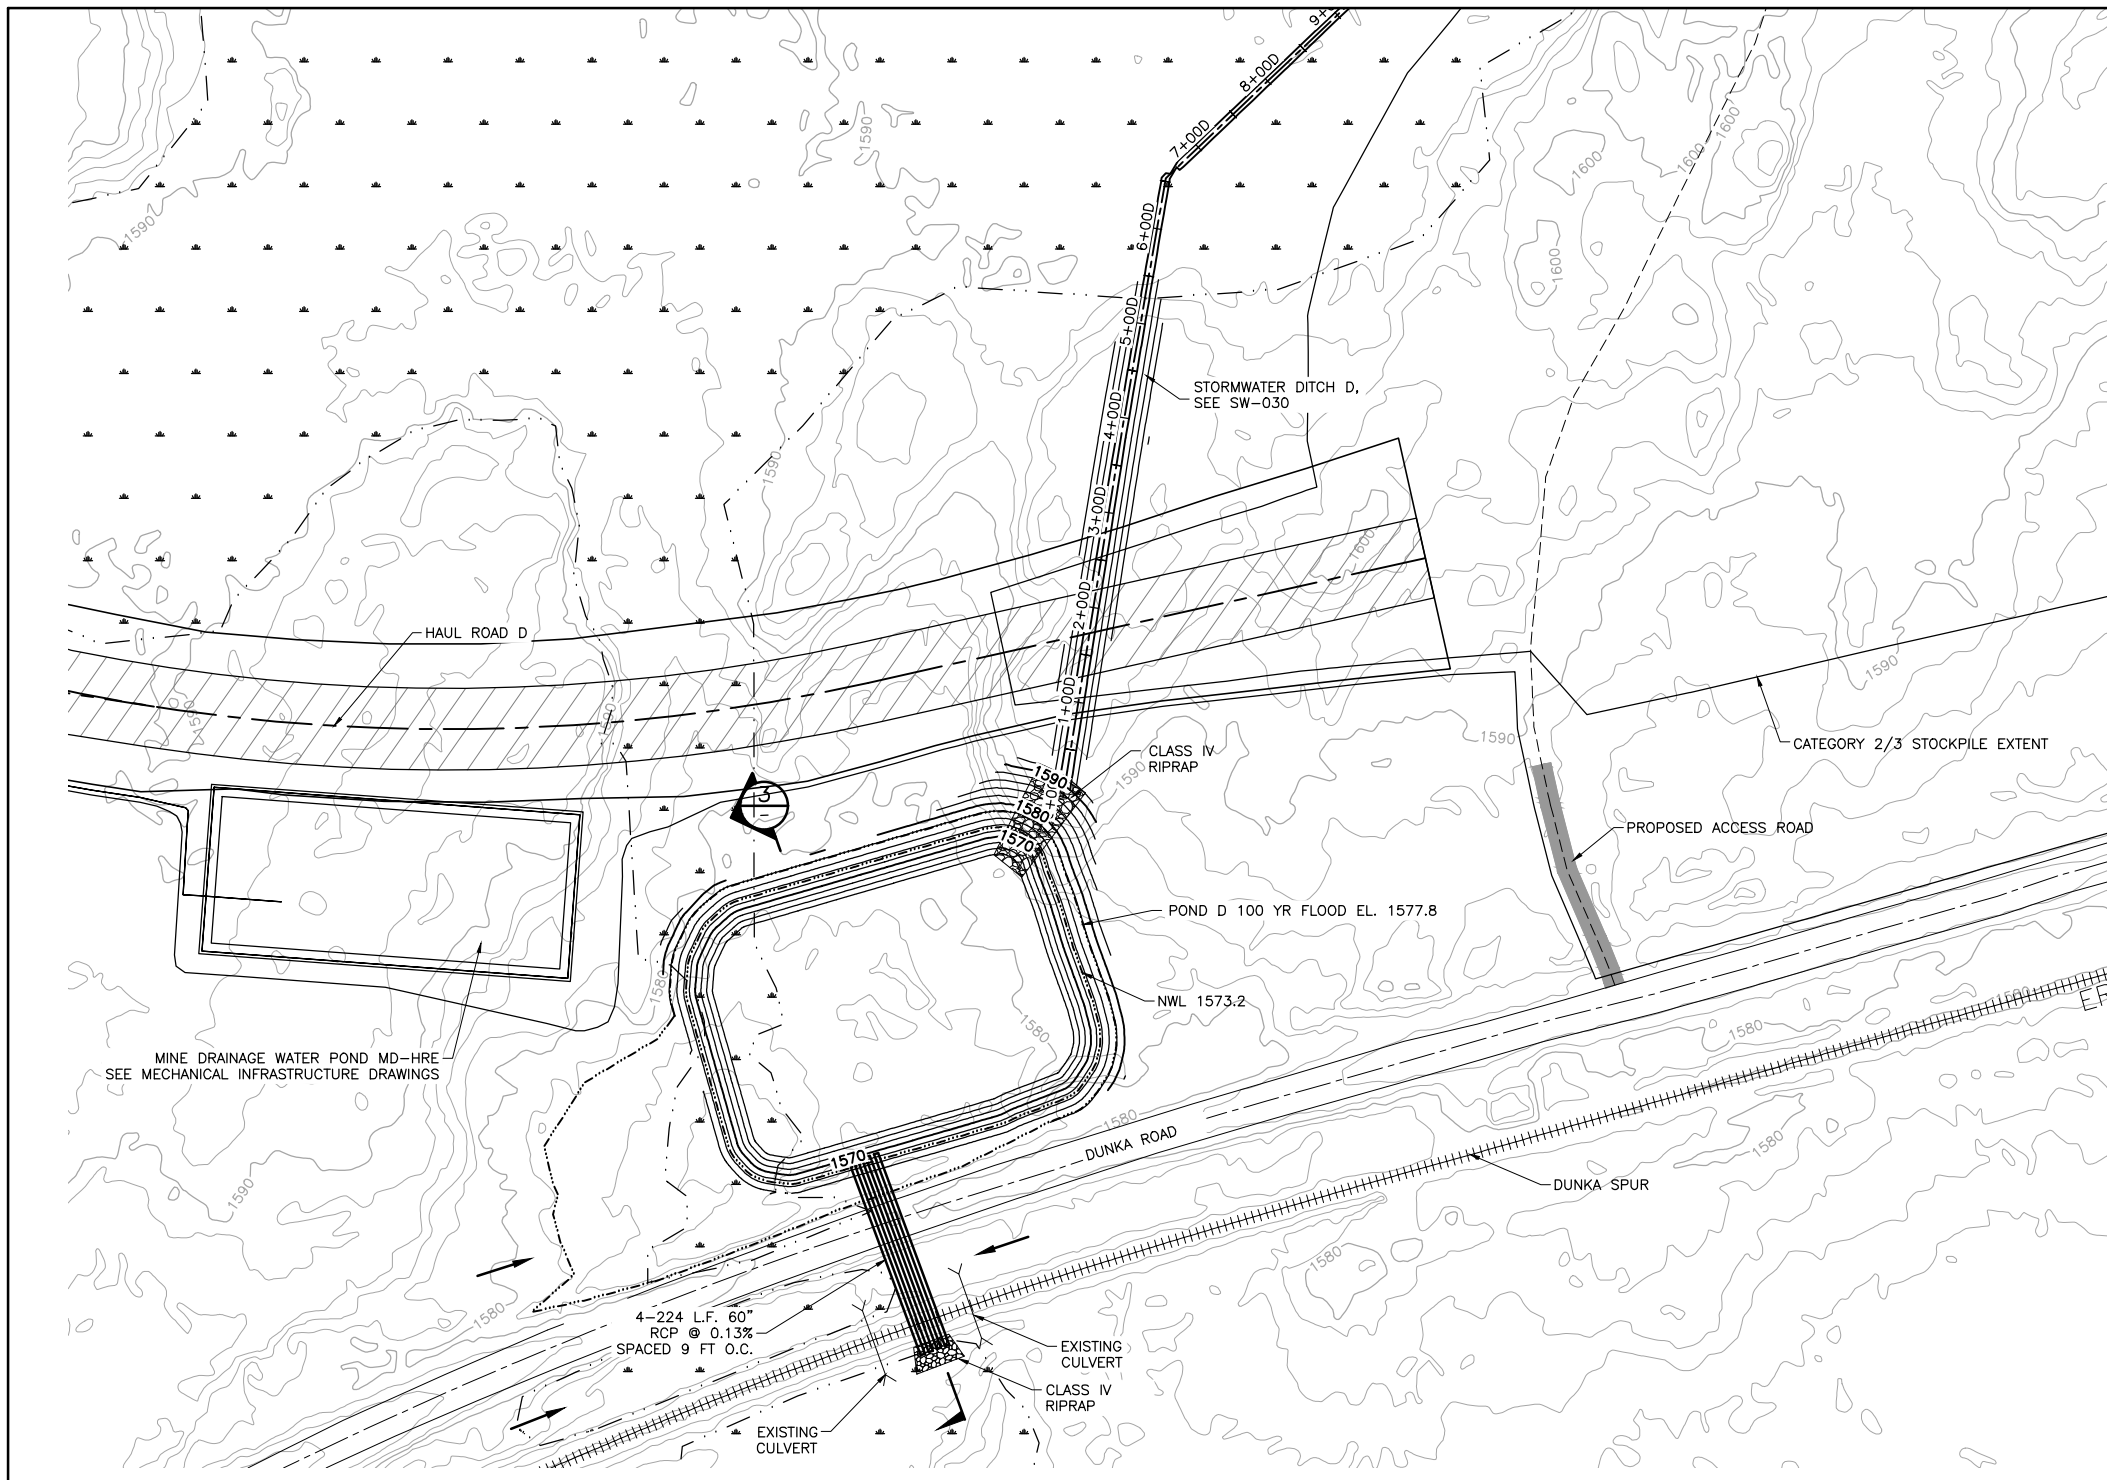 9+0
8+00D
7+00D
1590
1600
1600
1600
1590
6+00D
1600
5+00D
STORMWATER DITCH D,
SEE SW-030
4+00D
1590
3+00D
1600
2+00D
HAUL ROAD D
1590
1590
1590
1+00D
1590
CLASS IV
RIPRAP
CATEGORY 2/3 STOCKPILE EXTENT
1590
1590
3
-
1580
1570
PROPOSED ACCESS ROAD
POND D 100 YR FLOOD EL. 1577.8
1580
NWL 1573.2
1580
1580
1580
MINE DRAINAGE WATER POND MD-HRE
SEE MECHANICAL INFRASTRUCTURE DRAWINGS
1580
DUNKA ROAD
1580
1570
1590
DUNKA SPUR
1580
1580
4-224 L.F. 60"
RCP @ 0.13%
SPACED 9 FT O.C.
EXISTING
CULVERT
CLASS IV
RIPRAP
EXISTING
CULVERT